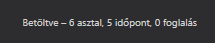 Betöltve – 6 asztal, 5 időpont, 0 foglalás